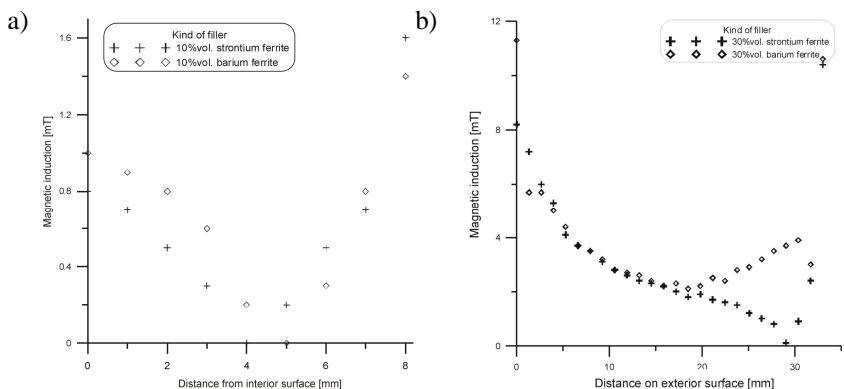 a)
Kind of filler
10%vol. strontium ferrite
10%vol. barium ferrite
Magnetic induction [mT]
1.6
1.2
0.8
0.4
0
0 2 4 6 8
Distance from interior surface [mm]
b)
Kind of filler
30%vol. strontium ferrite
30%vol. barium ferrite
Magnetic induction [mT]
12
8
4
0
0 10 20 30
Distance on exterior surface [mm]